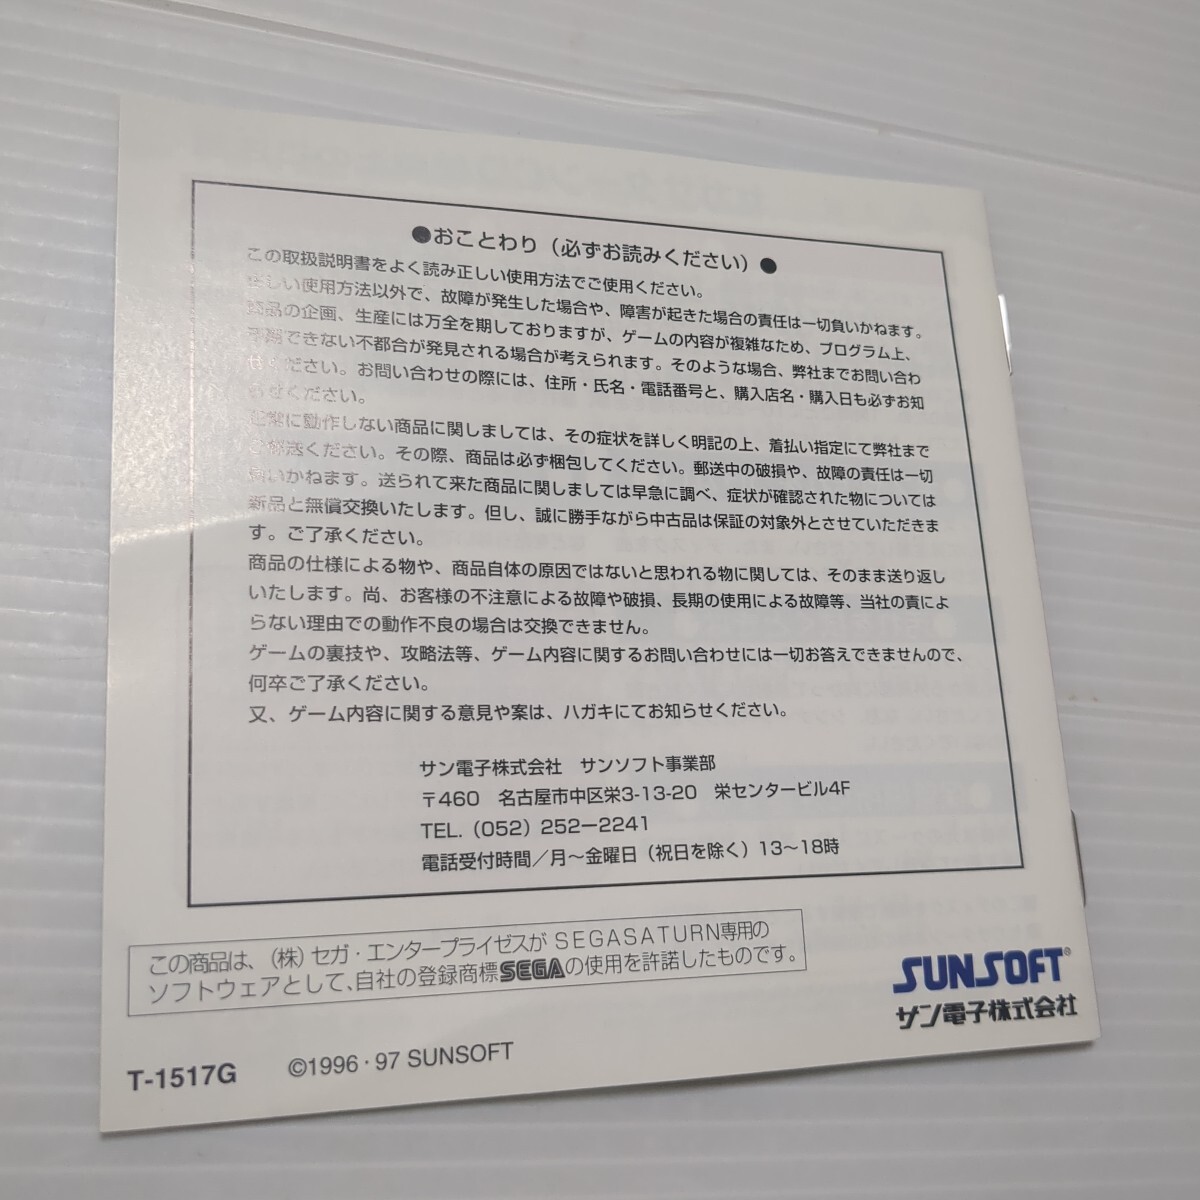 ●おことわり（必ずお読みください）●
この取扱説明書をよく読み正しい使用方法でご使用ください。
正しい使用方法以外で、故障が発生した場合や、障害が起きた場合の責任は一切負いかねます。
商品の企画、生産には万全を期しておりますが、ゲームの内容が複雑なため、プログラム上、
予期できない不都合が発見される場合が考えられます。そのような場合、弊社までお問い合わ
せください。お問い合わせの際には、住所・氏名・電話番号と、購入店名・購入日も必ずお知
らせください。
正常に動作しない商品に関しましては、その症状を詳しく明記の上、着払い指定にて弊社まで
ご郵送ください。その際、商品は必ず梱包してください。郵送中の破損や、故障の責任は一切
負いかねます。送られて来た商品に関しましては早急に調べ、症状が確認された物については
新品と無償交換いたします。但し、誠に勝手ながら中古品は保証の対象外とさせていただきま
す。ご了承ください。
商品の仕様による物や、商品自体の原因ではないと思われる物に関しては、そのまま送り返し
いたします。尚、お客様の不注意による故障や破損、長期の使用による故障等、当社の責によ
らない理由での動作不良の場合は交換できません。
ゲームの裏技や、攻略法等、ゲーム内容に関するお問い合わせには一切お答えできませんので、
何卒ご了承ください。
又、ゲーム内容に関する意見や案は、ハガキにてお知らせください。
サン電子株式会社　サンソフト事業部
〒460　名古屋市中区栄3-13-20　栄センタービル4F
TEL.（052）252ー2241
電話受付時間／月〜金曜日（祝日を除く）13〜18時
この商品は、（株）セガ・エンタープライゼスがSEGASATURN専用の
ソフトウェアとして、自社の登録商標SEGAの使用を許諾したものです。
SUNSOFT®
サン電子株式会社
T-1517G ©1996・97 SUNSOFT